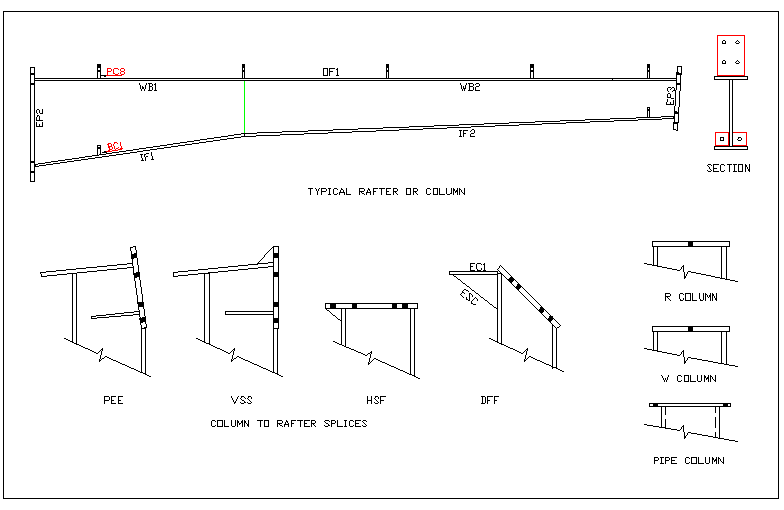 PC8
OF1
WB1
WB2
EP2
EP3
BC1
IF1
IF2
SECTION
TYPICAL RAFTER OR COLUMN
EC1
ESC
R COLUMN
W COLUMN
PEE
VSS
HSF
DFF
COLUMN TO RAFTER SPLICES
PIPE COLUMN